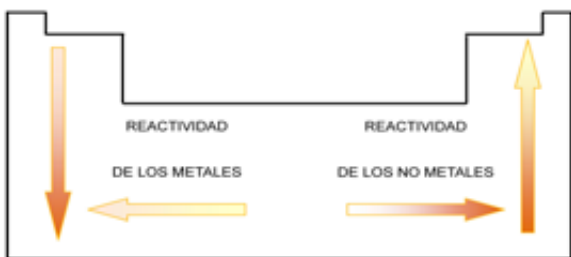 REACTIVIDAD
DE LOS METALES
REACTIVIDAD
DE LOS NO METALES